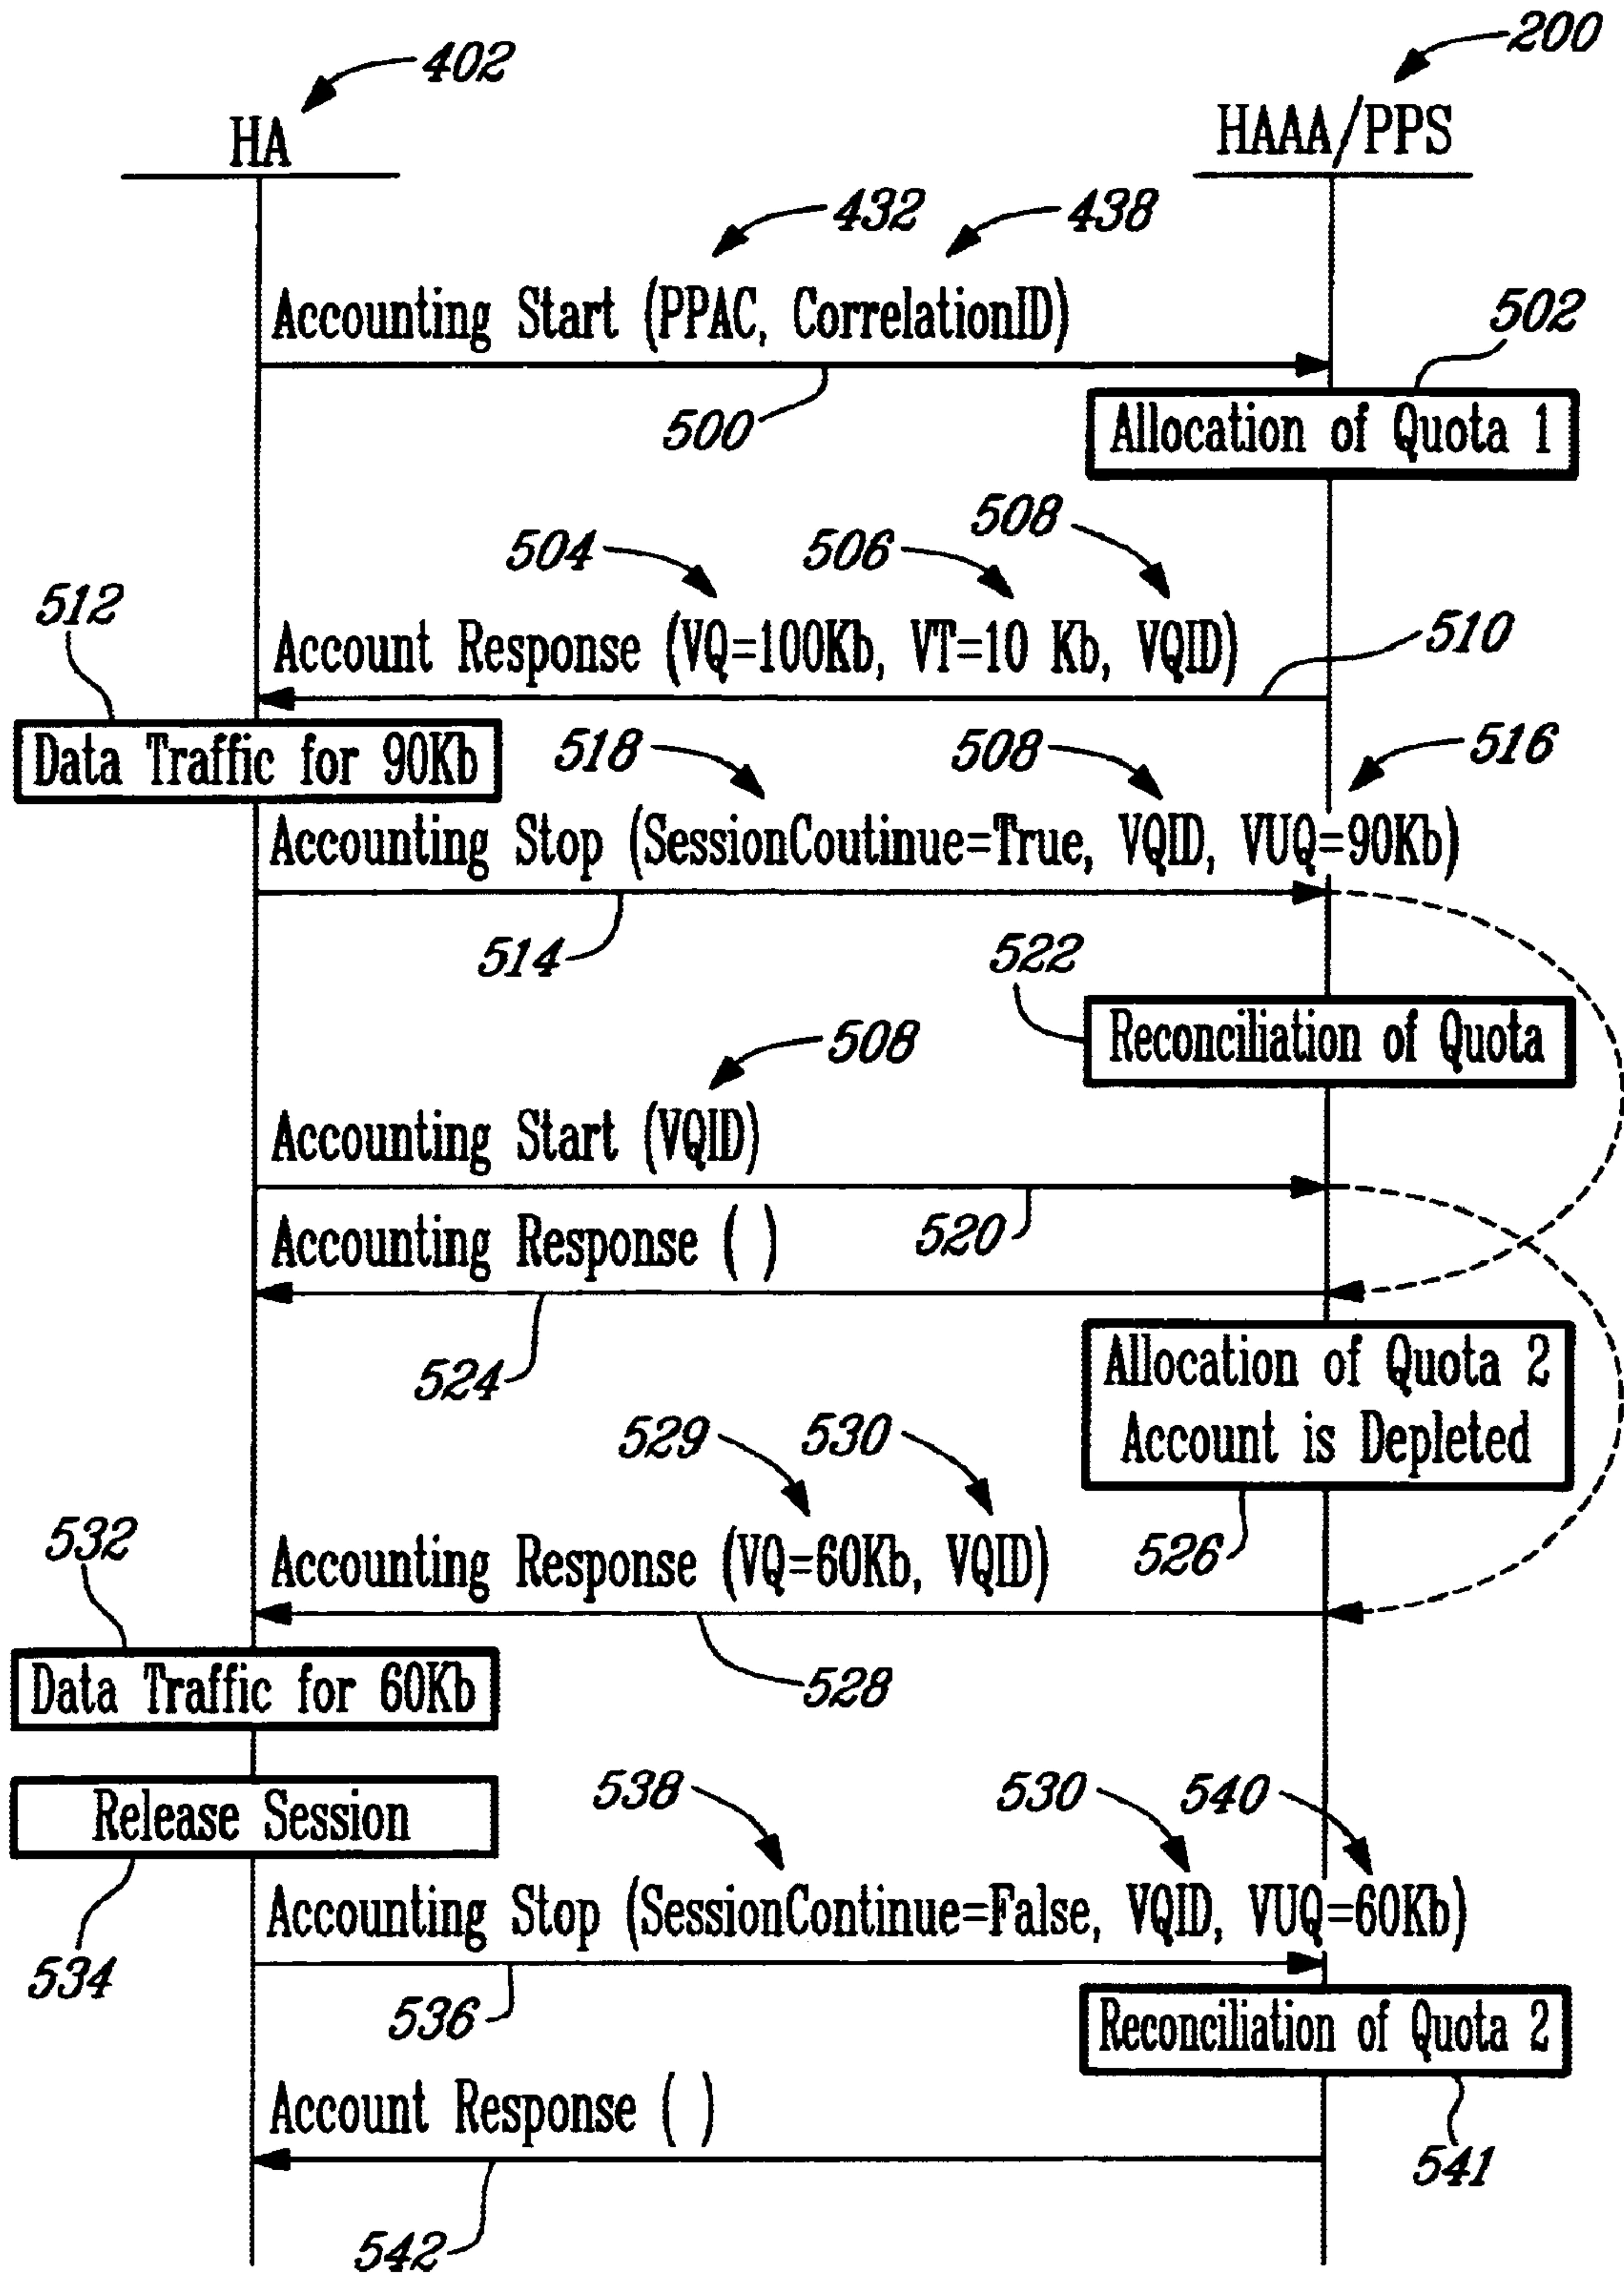 402
200
HA
HAAA/PPS
432
438
Accounting Start (PPAC, CorrelationID)
502
500
Allocation of Quota 1
508
504
506
512
510
Account Response (VQ=100Kb, VT=10 Kb, VQID)
Data Traffic for 90Kb
518
508
516
Accounting Stop (SessionCoutinue=True, VQID, VUQ=90Kb)
514
522
Reconciliation of Quota
508
Accounting Start (VQID)
520
Accounting Response ( )
524
Allocation of Quota 2
Account is Depleted
529
530
526
532
Accounting Response (VQ=60Kb, VQID)
528
Data Traffic for 60Kb
Release Session
538
530
540
534
Accounting Stop (SessionContinue=False, VQID, VUQ=60Kb)
536
Reconciliation of Quota 2
Account Response ( )
541
542